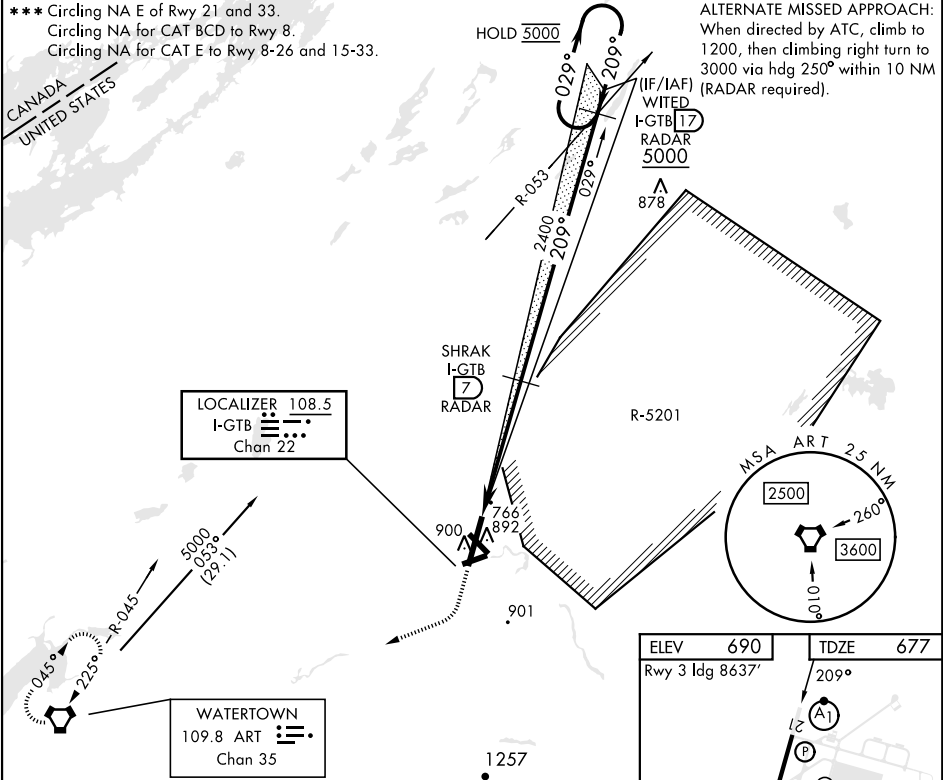 *** Circling NA E of Rwy 21 and 33.
Circling NA for CAT BCD to Rwy 8.
Circling NA for CAT E to Rwy 8-26 and 15-33.
ALTERNATE MISSED APPROACH:
When directed by ATC, climb to
1200, then climbing right turn to
3000 via hdg 250° within 10 NM
(RADAR required).
CANADA
UNITED STATES
HOLD 5000
029°
209°
(IF/IAF)
WITED
I-GTB 17
RADAR
5000
878
R-053
029°
2400
209°
SHRAK
I-GTB
7
RADAR
R-5201
LOCALIZER 108.5
I-GTB
Chan 22
MSA ART 25 NM
2500
260°
3600
010°
766
900
892
901
5000
053°
(29.1)
R-045
045°
225°
WATERTOWN
109.8 ART
Chan 35
1257
ELEV 690
TDZE 677
Rwy 3 ldg 8637'
209°
A1
21
P